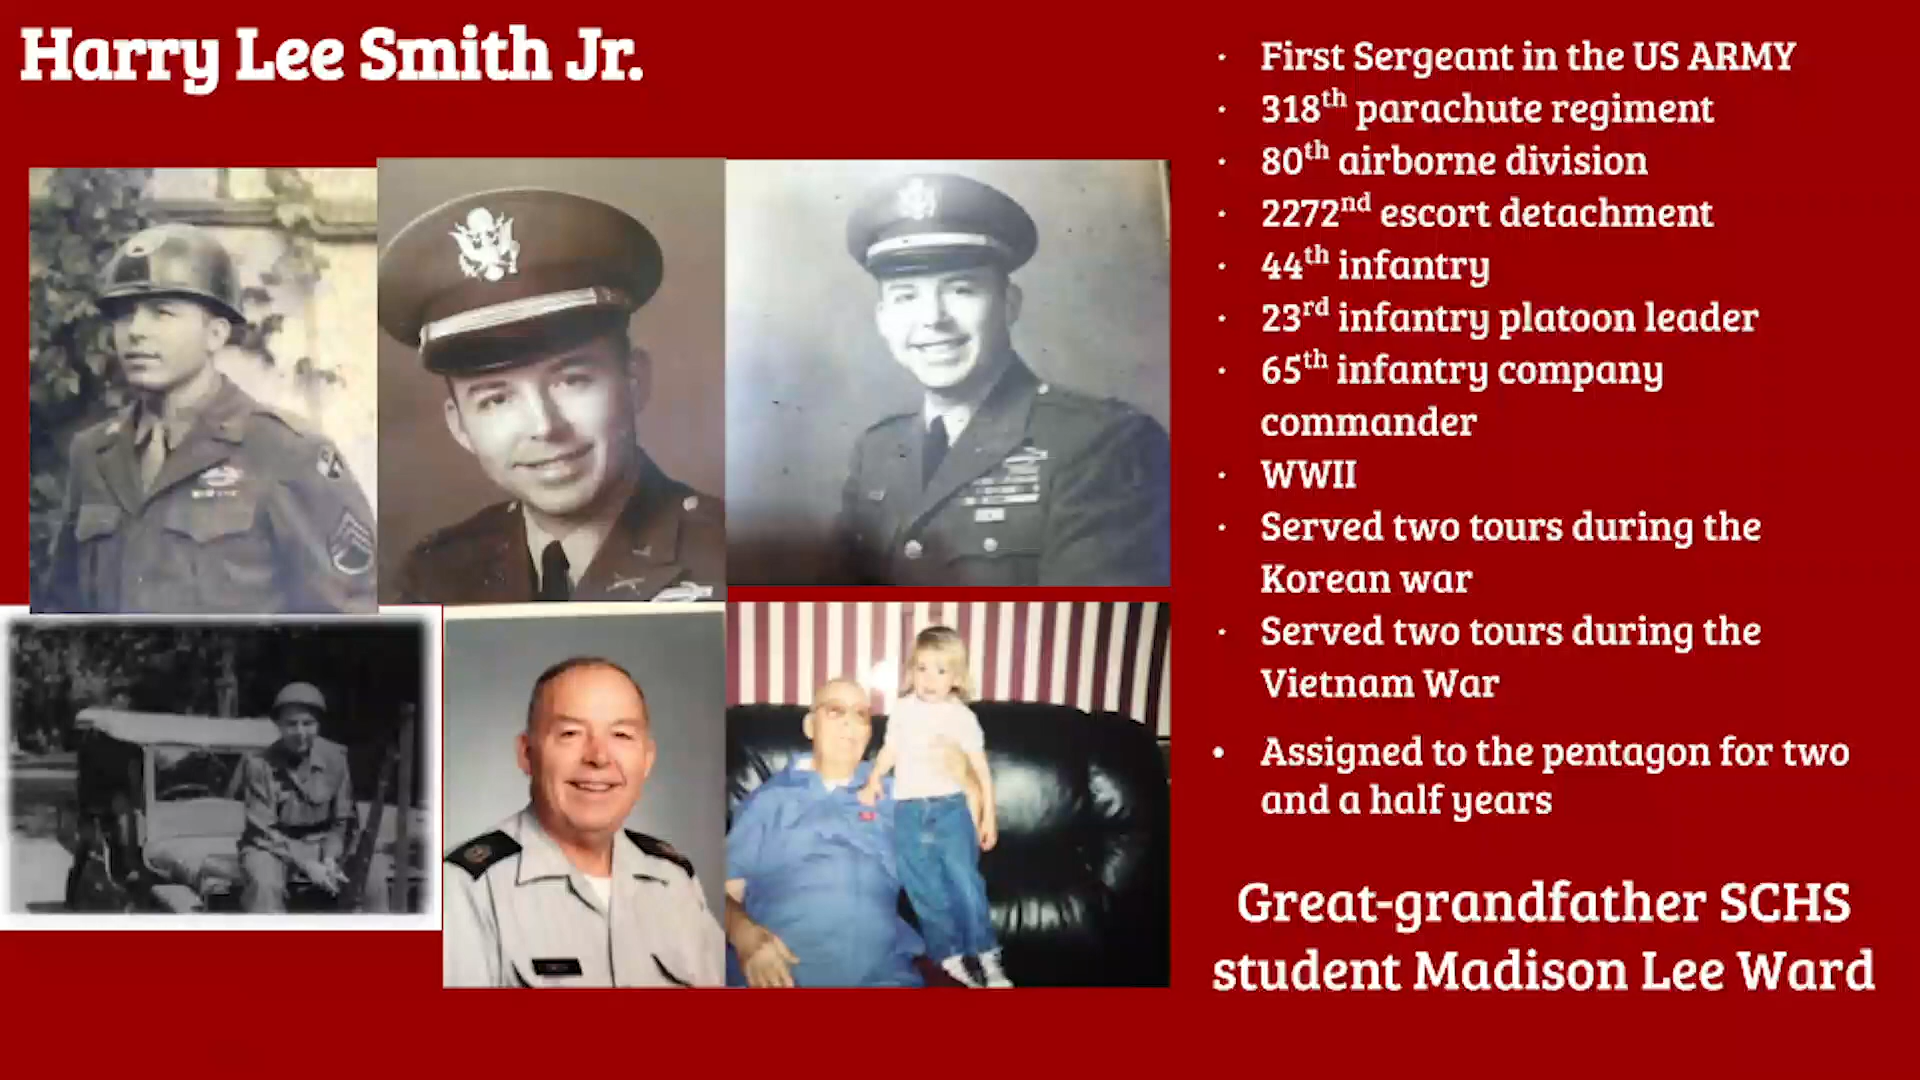 Harry Lee Smith Jr.
· First Sergeant in the US ARMY
· 318th parachute regiment
· 80th airborne division
· 2272nd escort detachment
· 44th infantry
· 23rd infantry platoon leader
· 65th infantry company
commander
· WWII
· Served two tours during the
Korean war
· Served two tours during the
Vietnam War
• Assigned to the pentagon for two
and a half years
Great-grandfather SCHS
student Madison Lee Ward